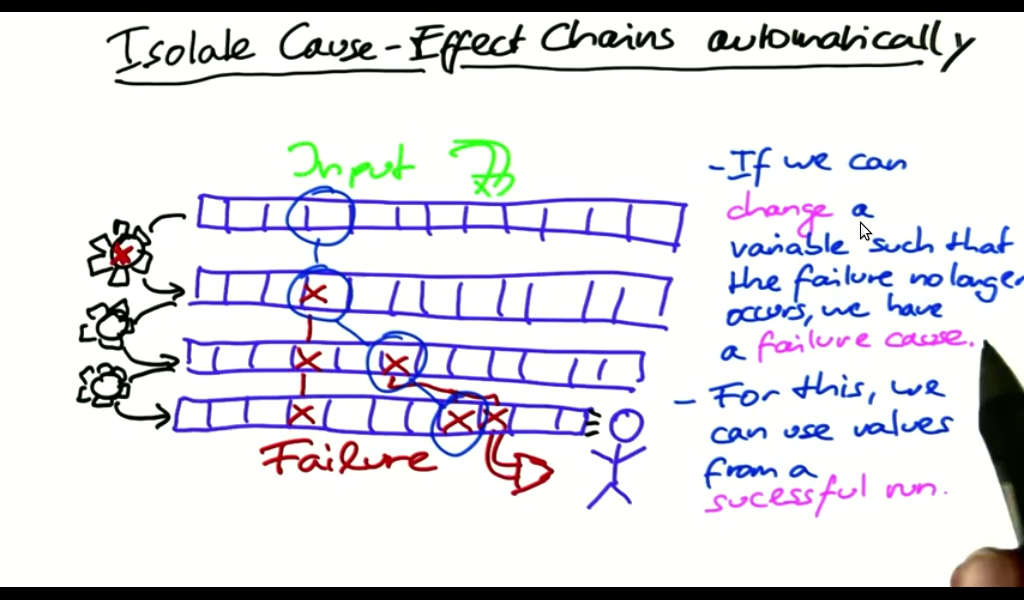 Isolate Cause-Effect Chains automatically
Input
Failure
- If we can
change a
variable such that
the failure no longer
occurs, we have
a failure cause.
- For this, we
can use values
from a
sucessful run.